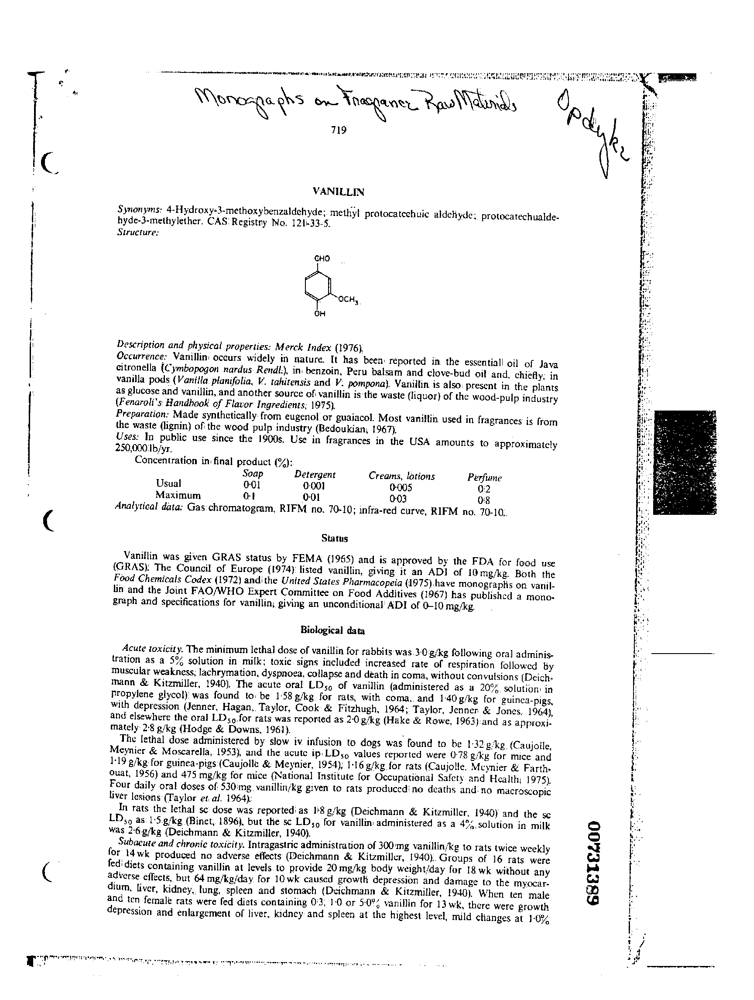 Monographs on Fragrance Raw Materials
Opdyke
719
VANILLIN
Synonyms: 4-Hydroxy-3-methoxybenzaldehyde; methyl protocatechuic aldehyde; protocatechualde-
hyde-3-methylether. CAS Registry No. 121-33-5.
Structure:
CHO
OCH3
OH
Description and physical properties: Merck Index (1976).
Occurrence: Vanillin occurs widely in nature. It has been reported in the essential oil of Java
citronella (Cymbopogon nardus Rendl.), in benzoin, Peru balsam and clove-bud oil and, chiefly, in
vanilla pods (Vanilla planifolia, V. tahitensis and V. pompona). Vanillin is also present in the plants
as glucose and vanillin, and another source of vanillin is the waste (liquor) of the wood-pulp industry
(Fenaroli's Handbook of Flavor Ingredients, 1975).
Preparation: Made synthetically from eugenol or guaiacol. Most vanillin used in fragrances is from
the waste (lignin) of the wood pulp industry (Bedoukian, 1967).
Uses: In public use since the 1900s. Use in fragrances in the USA amounts to approximately
250,000 lb/yr.
Concentration in final product (%):
Soap Detergent Creams, lotions Perfume
Usual 0·01 0·001 0·005 0·2
Maximum 0·1 0·01 0·03 0·8
Analytical data: Gas chromatogram, RIFM no. 70-10; infra-red curve, RIFM no. 70-10.
Status
Vanillin was given GRAS status by FEMA (1965) and is approved by the FDA for food use
(GRAS). The Council of Europe (1974) listed vanillin, giving it an ADI of 10 mg/kg. Both the
Food Chemicals Codex (1972) and the United States Pharmacopeia (1975) have monographs on vanil-
lin and the Joint FAO/WHO Expert Committee on Food Additives (1967) has published a mono-
graph and specifications for vanillin, giving an unconditional ADI of 0–10 mg/kg.
Biological data
Acute toxicity. The minimum lethal dose of vanillin for rabbits was 3·0 g/kg following oral adminis-
tration as a 5% solution in milk; toxic signs included increased rate of respiration followed by
muscular weakness, lachrymation, dyspnoea, collapse and death in coma, without convulsions (Deich-
mann & Kitzmiller, 1940). The acute oral LD50 of vanillin (administered as a 20% solution in
propylene glycol) was found to be 1·58 g/kg for rats, with coma, and 1·40 g/kg for guinea-pigs,
with depression (Jenner, Hagan, Taylor, Cook & Fitzhugh, 1964; Taylor, Jenner & Jones, 1964),
and elsewhere the oral LD50 for rats was reported as 2·0 g/kg (Hake & Rowe, 1963) and as approxi-
mately 2·8 g/kg (Hodge & Downs, 1961).
The lethal dose administered by slow iv infusion to dogs was found to be 1·32 g/kg (Caujolle,
Meynier & Moscarella, 1953), and the acute ip LD50 values reported were 0·78 g/kg for mice and
1·19 g/kg for guinea-pigs (Caujolle & Meynier, 1954), 1·16 g/kg for rats (Caujolle, Meynier & Farth-
ouat, 1956) and 475 mg/kg for mice (National Institute for Occupational Safety and Health, 1975).
Four daily oral doses of 530 mg vanillin/kg given to rats produced no deaths and no macroscopic
liver lesions (Taylor et al. 1964).
In rats the lethal sc dose was reported as 1·8 g/kg (Deichmann & Kitzmiller, 1940) and the sc
LD50 as 1·5 g/kg (Binet, 1896), but the sc LD50 for vanillin administered as a 4% solution in milk
was 2·6 g/kg (Deichmann & Kitzmiller, 1940).
Subacute and chronic toxicity. Intragastric administration of 300 mg vanillin/kg to rats twice weekly
for 14 wk produced no adverse effects (Deichmann & Kitzmiller, 1940). Groups of 16 rats were
fed diets containing vanillin at levels to provide 20 mg/kg body weight/day for 18 wk without any
adverse effects, but 64 mg/kg/day for 10 wk caused growth depression and damage to the myocar-
dium, liver, kidney, lung, spleen and stomach (Deichmann & Kitzmiller, 1940). When ten male
and ten female rats were fed diets containing 0·3, 1·0 or 5·0% vanillin for 13 wk, there were growth
depression and enlargement of liver, kidney and spleen at the highest level, mild changes at 1·0%
00731389